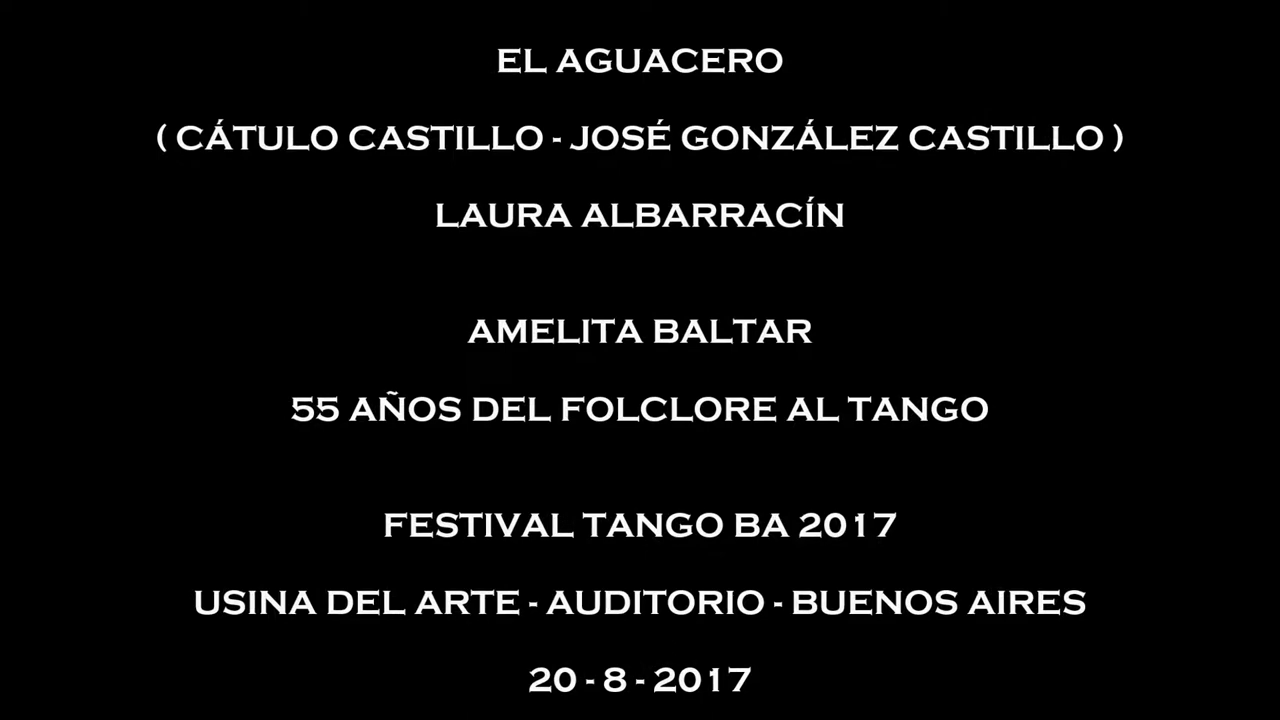 EL AGUACERO
( CÁTULO CASTILLO - JOSÉ GONZÁLEZ CASTILLO )
LAURA ALBARRACÍN
AMELITA BALTAR
55 AÑOS DEL FOLCLORE AL TANGO
FESTIVAL TANGO BA 2017
USINA DEL ARTE - AUDITORIO - BUENOS AIRES
20 - 8 - 2017